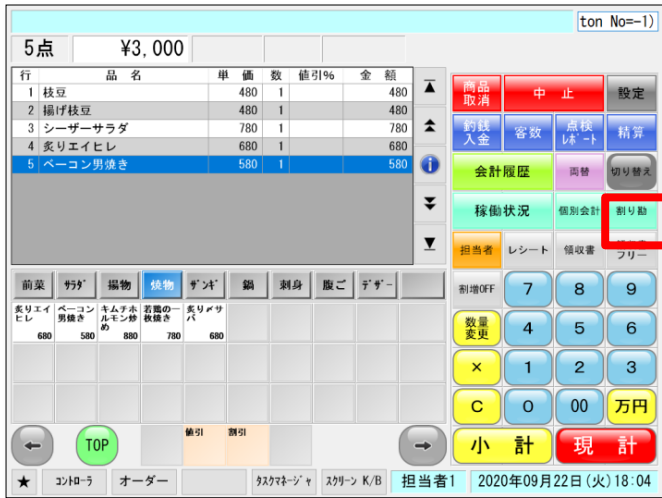 ton No=-1)
5点 ¥3,000
行 品 名 単 価 数 値引% 金 額
1 枝豆 480 1 480
2 揚げ枝豆 480 1 480
3 シーザーサラダ 780 1 780
4 炙りエイヒレ 680 1 680
5 ベーコン男焼き 580 1 580
商品
取消
中 止
設定
釣銭
入金
客数
点検
ﾚﾎﾟｰﾄ
精算
会計履歴
両替
切り替え
稼働状況
個別会計
割り勘
担当者
レシート
領収書
フリー
前菜 ｻﾗﾀﾞ 揚物 焼物 ｻﾞﾝｷﾞ 鍋 刺身 腹ご ﾃﾞｻﾞｰ
炙りエイ
ヒレ
680
ベーコン
男焼き
580
キムチホ
ルモン炒
め
880
若鶏の一
枚焼き
780
炙り〆サ
バ
680
割増OFF 7 8 9
数量
変更
4 5 6
× 1 2 3
C 0 00 万円
← TOP 値引 割引 →
小 計 現 計
★ ｺﾝﾄﾛｰﾗ オーダー ﾀｽｸﾏﾈｰｼﾞｬ ｽｸﾘｰﾝ K/B 担当者1 2020年09月22日(火)18:04